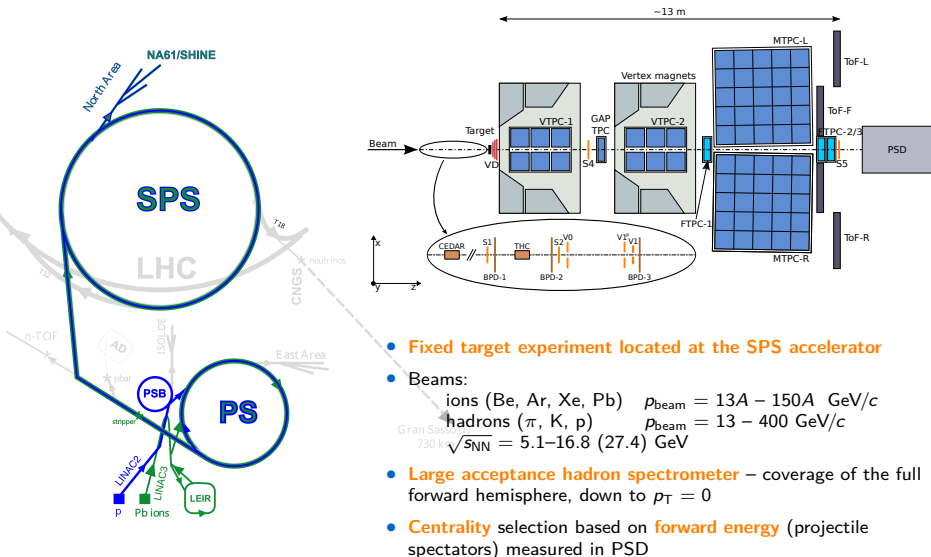 NA61/SHINE
North Area
SPS
LHC
TI8
TI2
neutrinos
CNGS
n-TOF
AD
ISOLDE
East Area
pbar
PSB
PS
stripper
Gran Sasso
730 km
LINAC2
LINAC3
LEIR
p
Pb ions
~13 m
MTPC-L
ToF-L
Vertex magnets
ToF-F
GAP
TPC
Target
VTPC-1
VTPC-2
FTPC-2/3
Beam
VD
S4
S5
PSD
FTPC-1
ToF-R
MTPC-R
x
y
z
CEDAR
S1
THC
S2
V0
V1ᵖ
V1
BPD-1
BPD-2
BPD-3
• Fixed target experiment located at the SPS accelerator
• Beams:
ions (Be, Ar, Xe, Pb) p_beam = 13A − 150A GeV/c
hadrons (π, K, p) p_beam = 13 − 400 GeV/c
√s_NN = 5.1–16.8 (27.4) GeV
• Large acceptance hadron spectrometer – coverage of the full
forward hemisphere, down to p_T = 0
• Centrality selection based on forward energy (projectile
spectators) measured in PSD